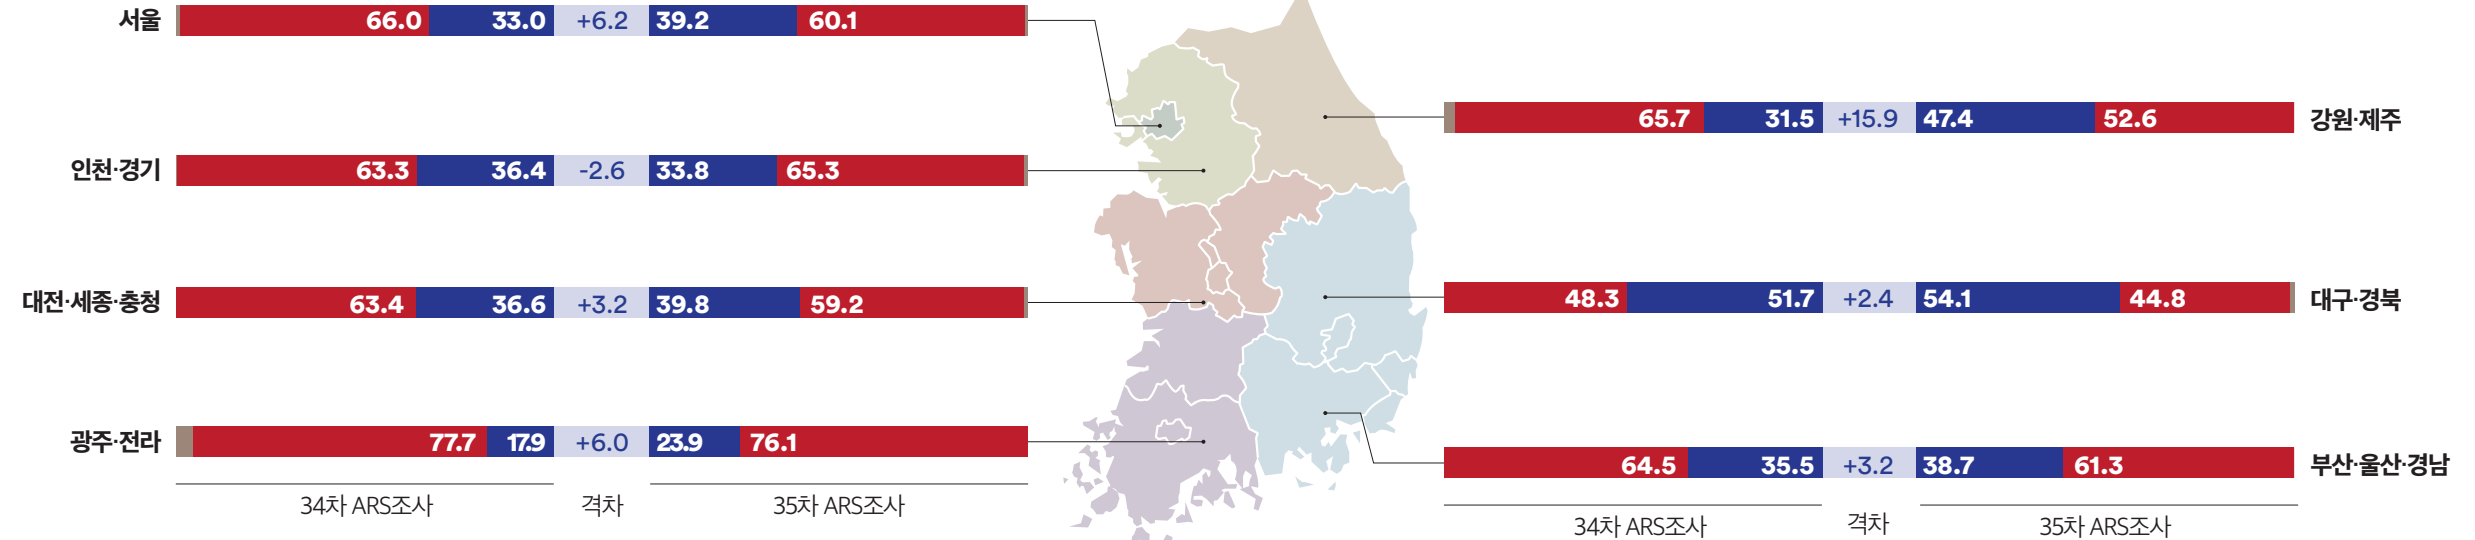 서울 66.0 33.0 +6.2 39.2 60.1
인천·경기 63.3 36.4 -2.6 33.8 65.3
대전·세종·충청 63.4 36.6 +3.2 39.8 59.2
광주·전라 77.7 17.9 +6.0 23.9 76.1
34차 ARS조사 격차 35차 ARS조사
65.7 31.5 +15.9 47.4 52.6 강원·제주
48.3 51.7 +2.4 54.1 44.8 대구·경북
64.5 35.5 +3.2 38.7 61.3 부산·울산·경남
34차 ARS조사 격차 35차 ARS조사